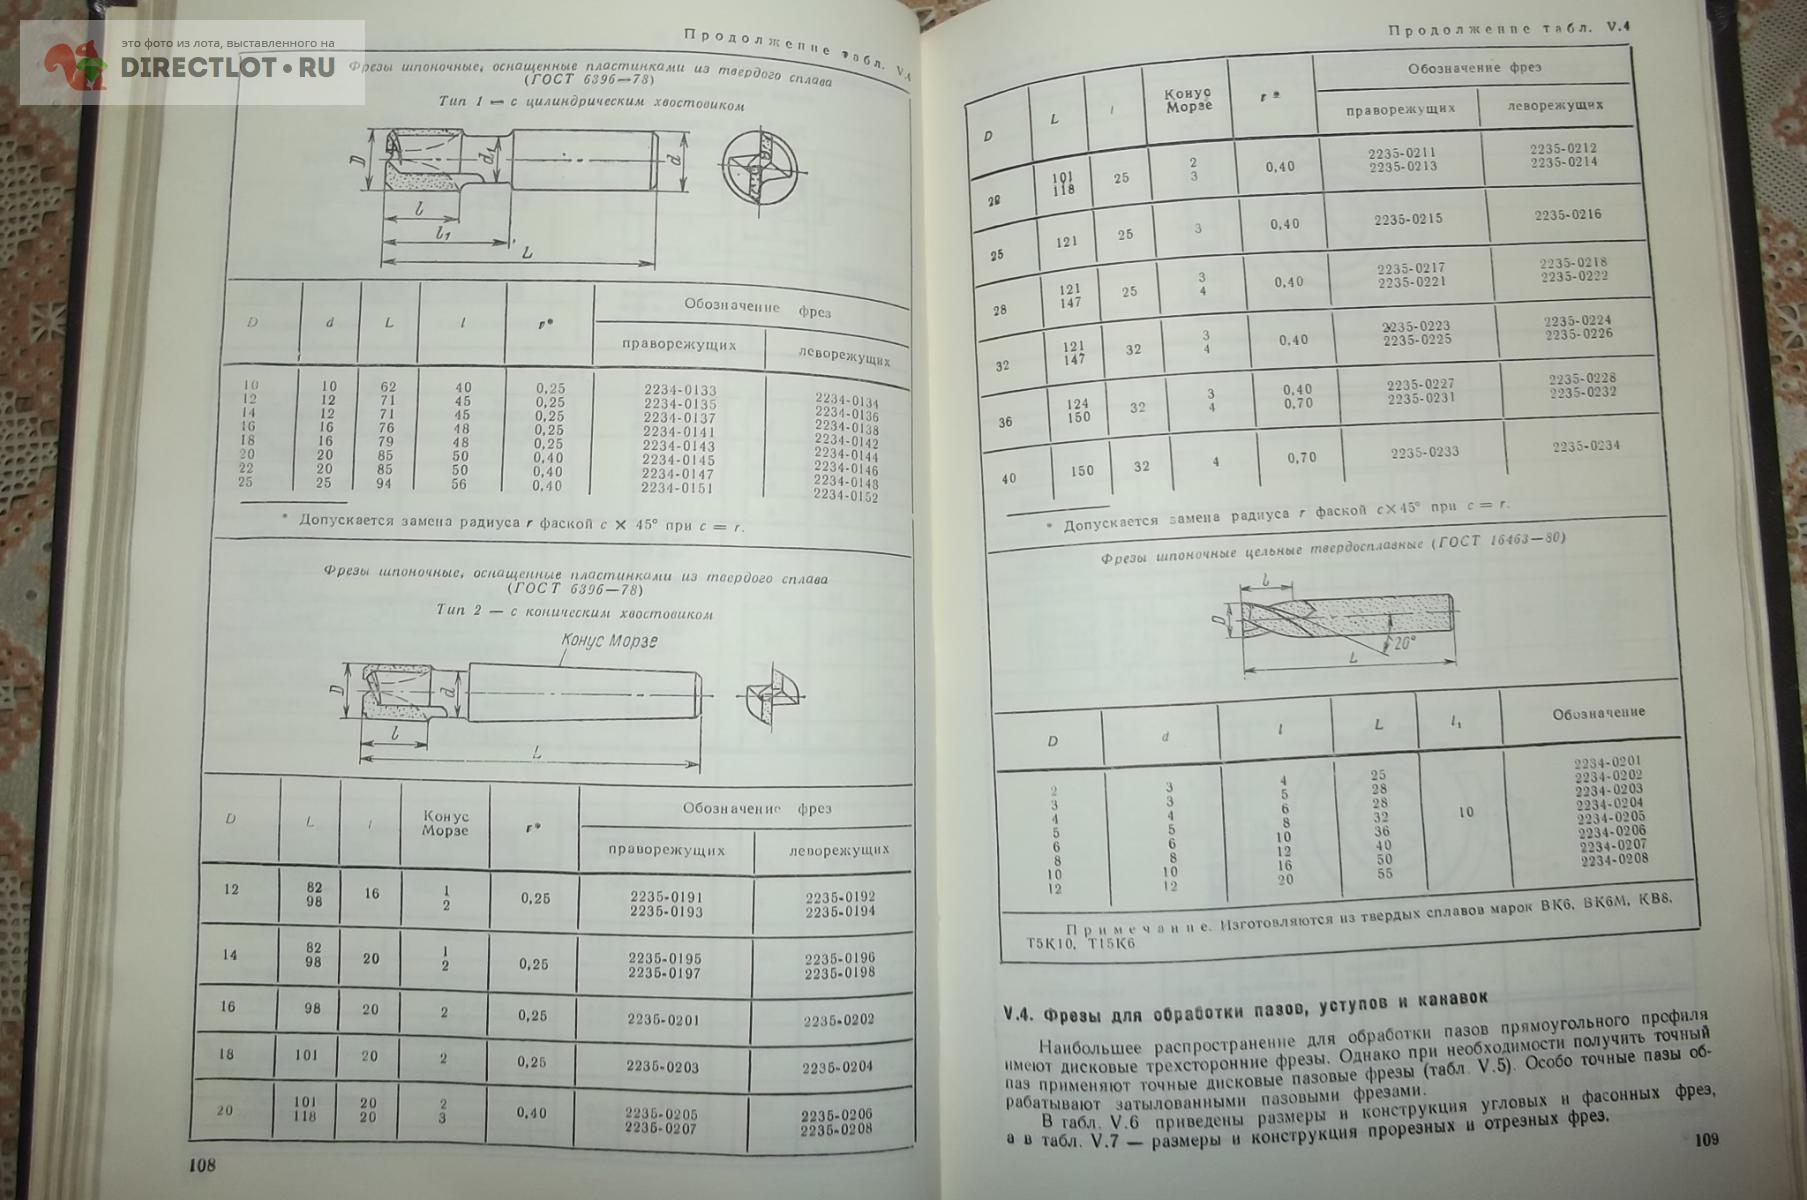 это фото из лота, выставленного на
DIRECTLOT.RU
Продолжение табл. V.4
Фрезы шпоночные, оснащенные пластинками из твердого сплава
(ГОСТ 6396—78)
Тип 1 — с цилиндрическим хвостовиком
D d₁ d
l
l₁
L
D d L l r* Обозначение фрез
праворежущих леворежущих
10 10 62 40 0,25 2234-0133 2234-0134
12 12 71 45 0,25 2234-0135 2234-0136
14 12 71 45 0,25 2234-0137 2234-0138
16 16 76 48 0,25 2234-0141 2234-0142
18 16 79 48 0,25 2234-0143 2234-0144
20 20 85 50 0,40 2234-0145 2234-0146
22 20 85 50 0,40 2234-0147 2234-0148
25 25 94 56 0,40 2234-0151 2234-0152
* Допускается замена радиуса r фаской c × 45° при c = r.
Фрезы шпоночные, оснащенные пластинками из твердого сплава
(ГОСТ 6396—78)
Тип 2 — с коническим хвостовиком
Конус Морзе
D d
l
L
D L l Конус Морзе r* Обозначение фрез
праворежущих леворежущих
12 82 16 1 0,25 2235-0191 2235-0192
98 2 2235-0193 2235-0194
14 82 20 1 0,25 2235-0195 2235-0196
98 2 2235-0197 2235-0198
16 98 20 2 0,25 2235-0201 2235-0202
18 101 20 2 0,25 2235-0203 2235-0204
20 101 20 2 0,40 2235-0205 2235-0206
118 20 3 2235-0207 2235-0208
108
Продолжение табл. V.4
D L l Конус Морзе r* Обозначение фрез
праворежущих леворежущих
101 25 2 0,40 2235-0211 2235-0212
118 3 2235-0213 2235-0214
25 121 25 3 0,40 2235-0215 2235-0216
28 121 25 3 0,40 2235-0217 2235-0218
147 4 2235-0221 2235-0222
32 121 32 3 0,40 2235-0223 2235-0224
147 4 2235-0225 2235-0226
36 124 32 3 0,40 2235-0227 2235-0228
150 4 0,70 2235-0231 2235-0232
40 150 32 4 0,70 2235-0233 2235-0234
* Допускается замена радиуса r фаской c×45° при c = r.
Фрезы шпоночные цельные твердосплавные (ГОСТ 16463—80)
l
D
20°
L
D d l L l₁ Обозначение
2 3 4 25 10 2234-0201
3 3 5 28 2234-0202
4 4 6 28 2234-0203
5 5 8 32 2234-0204
6 6 10 36 2234-0205
8 8 12 40 2234-0206
10 10 16 50 2234-0207
12 12 20 55 2234-0208
Примечание. Изготовляются из твердых сплавов марок ВК6, ВК6М, КВ8,
Т5К10, Т15К6
V.4. Фрезы для обработки пазов, уступов и канавок
Наибольшее распространение для обработки пазов прямоугольного профиля
имеют дисковые трехсторонние фрезы. Однако при необходимости получить точный
паз применяют точные дисковые пазовые фрезы (табл. V.5). Особо точные пазы об-
рабатывают затылованными пазовыми фрезами.
В табл. V.6 приведены размеры и конструкция угловых и фасонных фрез,
а в табл. V.7 — размеры и конструкция прорезных и отрезных фрез.
109